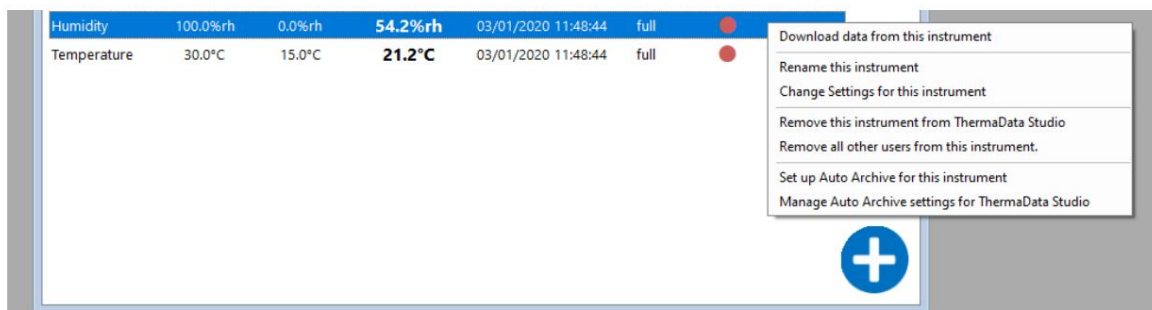 Humidity 100.0%rh 0.0%rh 54.2%rh 03/01/2020 11:48:44 full
Temperature 30.0°C 15.0°C 21.2°C 03/01/2020 11:48:44 full
Download data from this instrument
Rename this instrument
Change Settings for this instrument
Remove this instrument from ThermaData Studio
Remove all other users from this instrument.
Set up Auto Archive for this instrument
Manage Auto Archive settings for ThermaData Studio